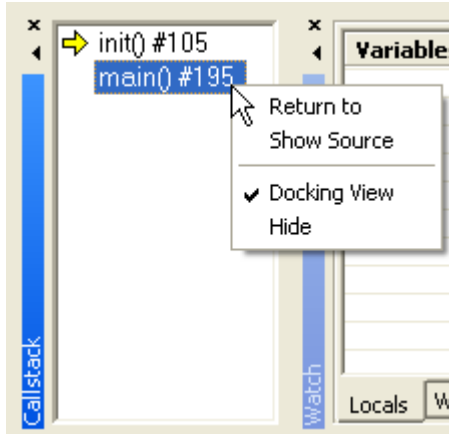 init() #105
main() #195
Callstack
Return to
Show Source
Docking View
Hide
Watch
Variable
Locals